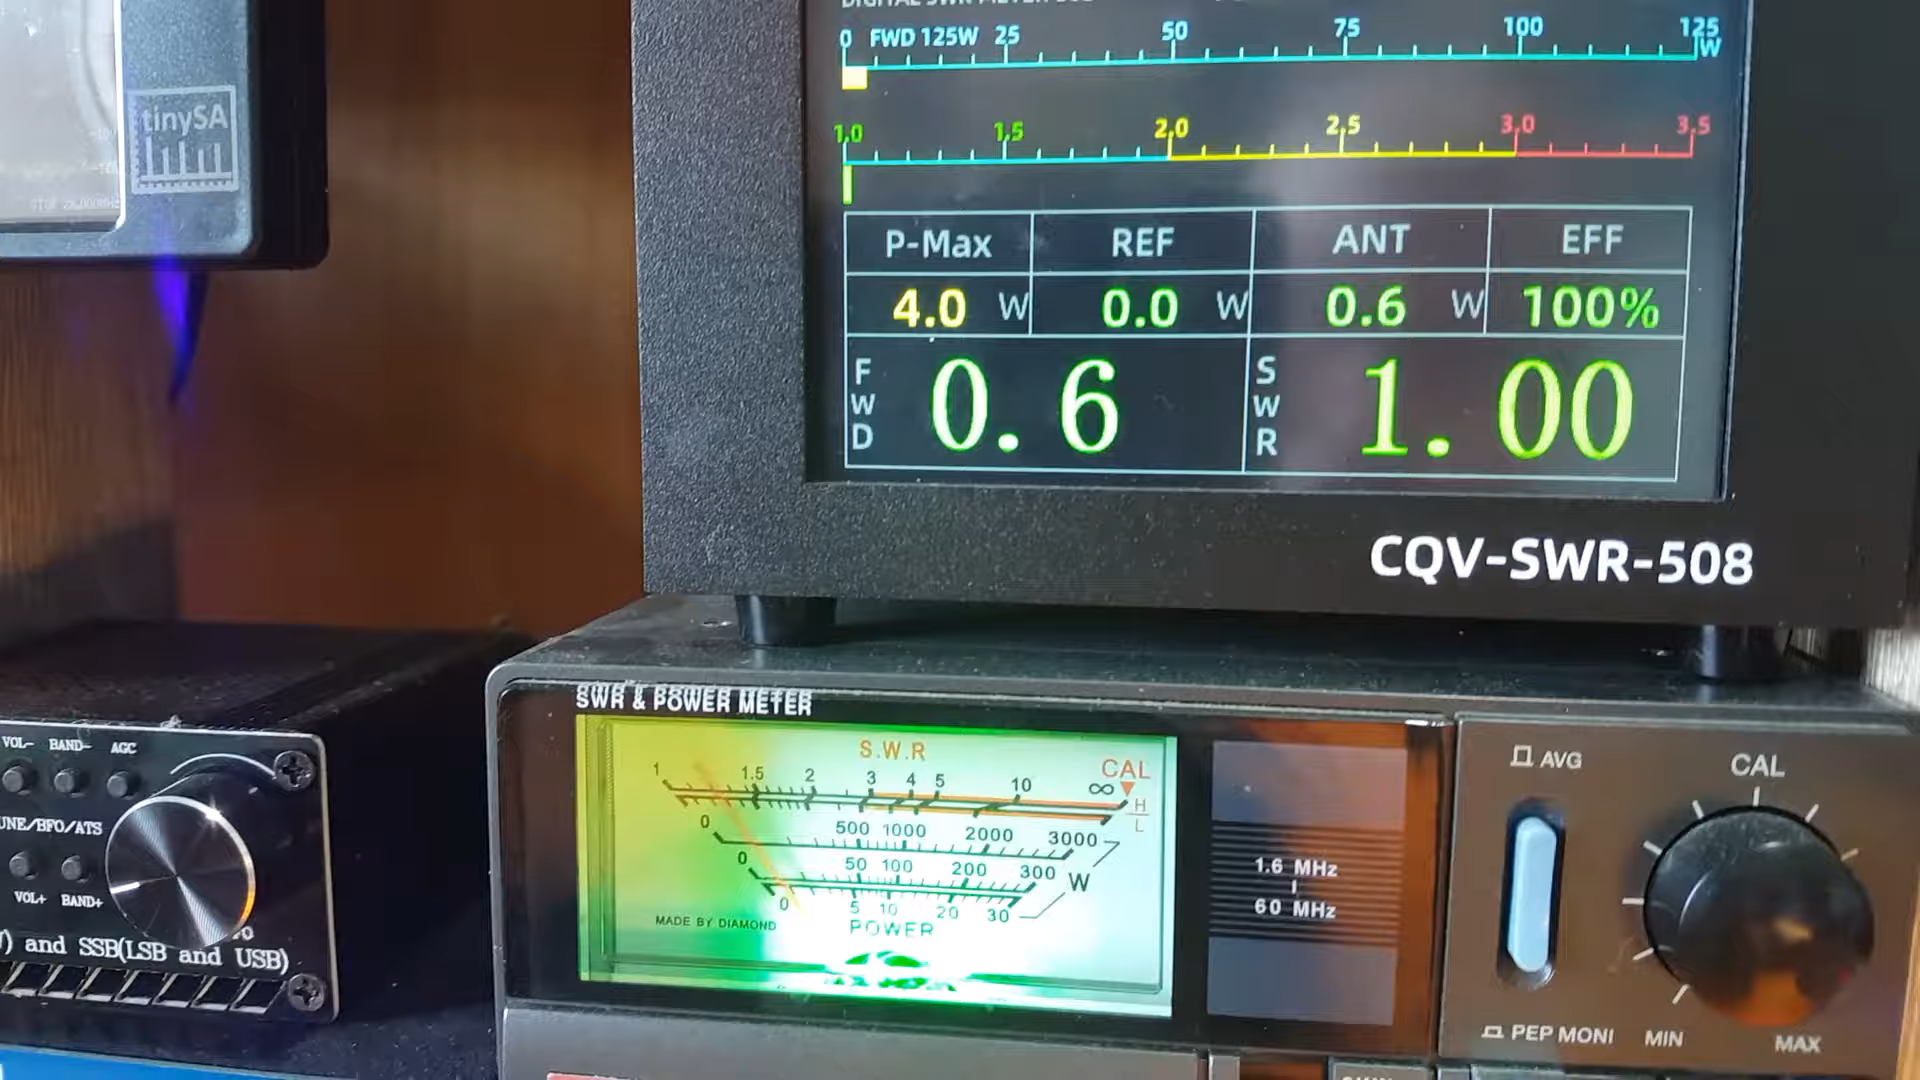 tinySA
0 FWD 125W 25 50 75 100 125
W
1.0 1.5 2.0 2.5 3.0 3.5
P-Max REF ANT EFF
4.0 W 0.0 W 0.6 W 100%
FWD 0.6 SWR 1.00
CQV-SWR-508
SWR & POWER METER
S.W.R
1 1.5 2 3 4 5 10 ∞ CAL
H
L
0 500 1000 2000 3000
0 50 100 200 300 W
0 5 10 20 30
MADE BY DIAMOND
POWER
1.6 MHz
60 MHz
AVG
CAL
PEP MONI
MIN
MAX
VOL- BAND- AGC
UNE/BFO/ATS
VOL+ BAND+
) and SSB(LSB and USB)